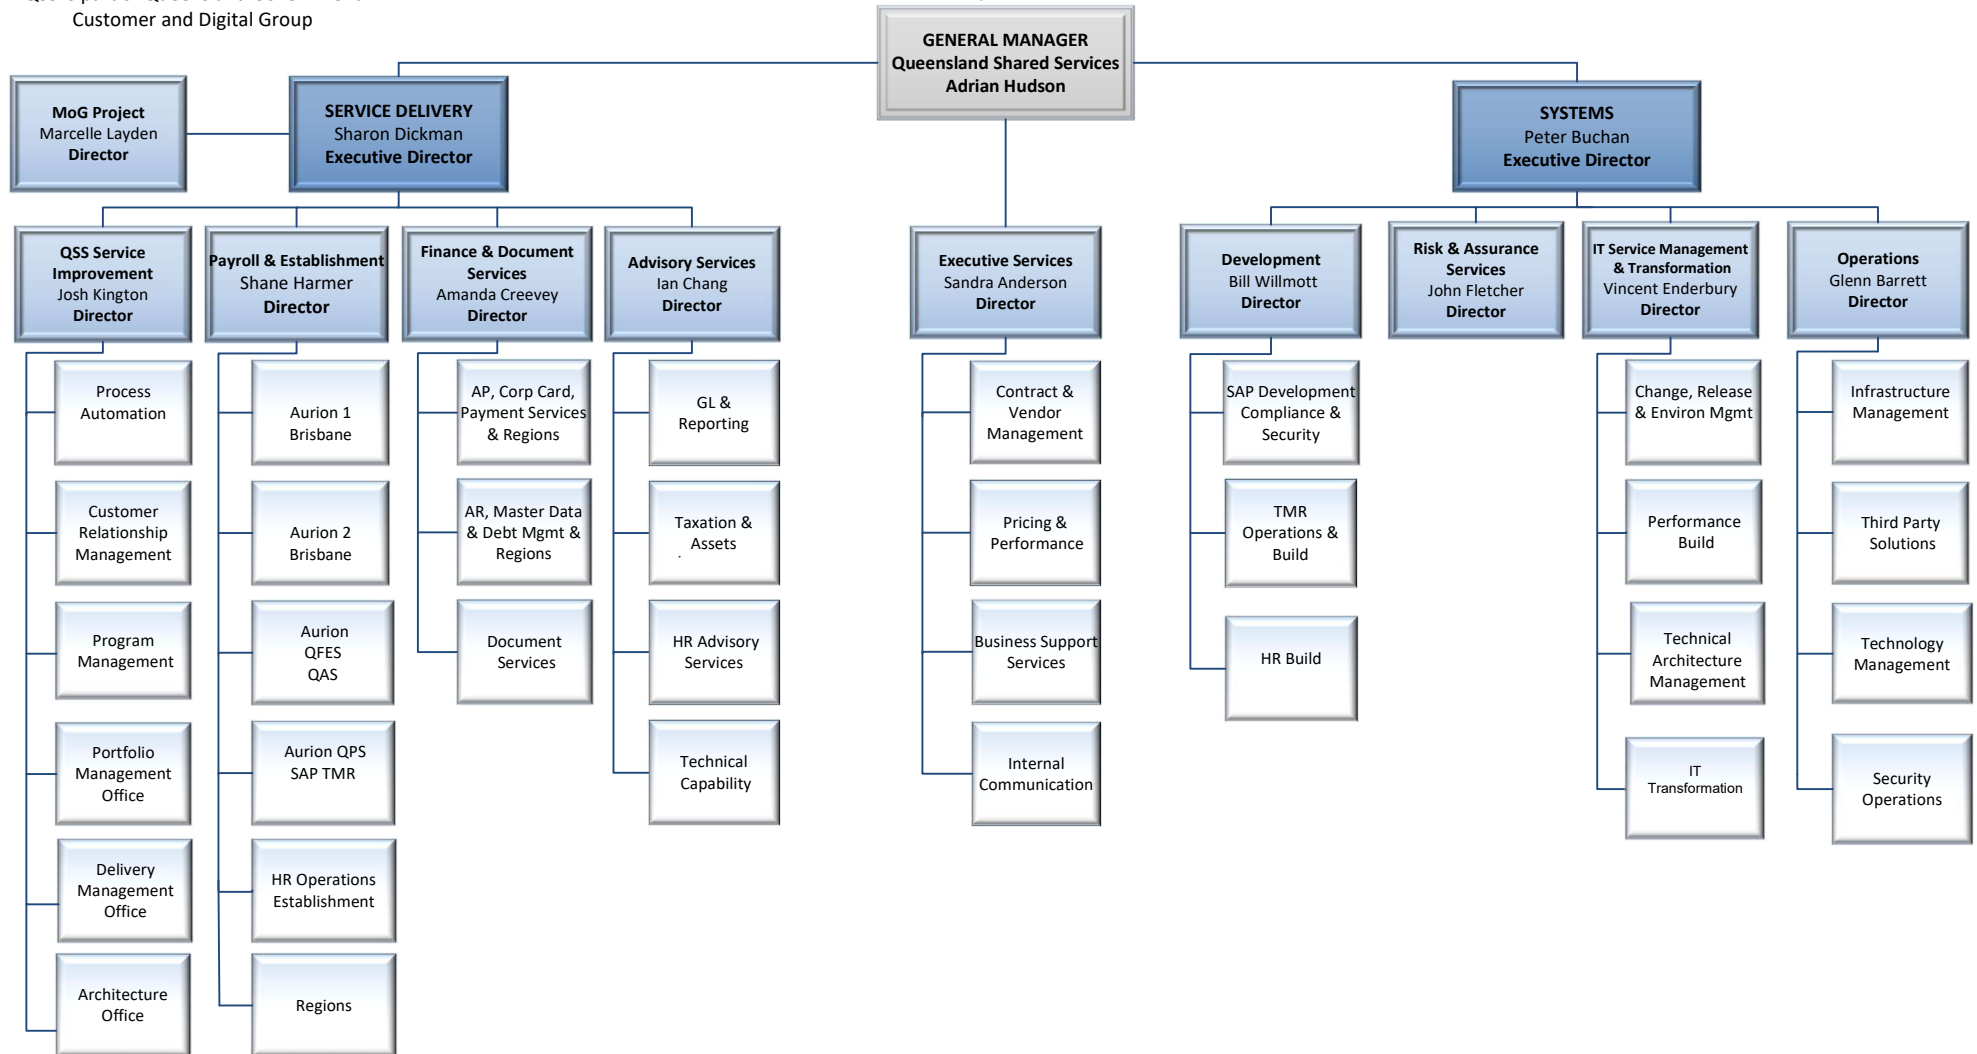 Customer and Digital Group
GENERAL MANAGER
Queensland Shared Services
Adrian Hudson
MoG Project
Marcelle Layden
Director
SERVICE DELIVERY
Sharon Dickman
Executive Director
SYSTEMS
Peter Buchan
Executive Director
QSS Service
Improvement
Josh Kington
Director
Payroll & Establishment
Shane Harmer
Director
Finance & Document
Services
Amanda Creevey
Director
Advisory Services
Ian Chang
Director
Executive Services
Sandra Anderson
Director
Development
Bill Willmott
Director
Risk & Assurance
Services
John Fletcher
Director
IT Service Management
& Transformation
Vincent Enderbury
Director
Operations
Glenn Barrett
Director
Process
Automation
Customer
Relationship
Management
Program
Management
Portfolio
Management
Office
Delivery
Management
Office
Architecture
Office
Aurion 1
Brisbane
Aurion 2
Brisbane
Aurion
QFES
QAS
Aurion QPS
SAP TMR
HR Operations
Establishment
Regions
AP, Corp Card,
Payment Services
& Regions
AR, Master Data
& Debt Mgmt &
Regions
Document
Services
GL &
Reporting
Taxation &
Assets
HR Advisory
Services
Technical
Capability
Contract &
Vendor
Management
Pricing &
Performance
Business Support
Services
Internal
Communication
SAP Development
Compliance &
Security
TMR
Operations &
Build
HR Build
Change, Release
& Environ Mgmt
Performance
Build
Technical
Architecture
Management
IT
Transformation
Infrastructure
Management
Third Party
Solutions
Technology
Management
Security
Operations